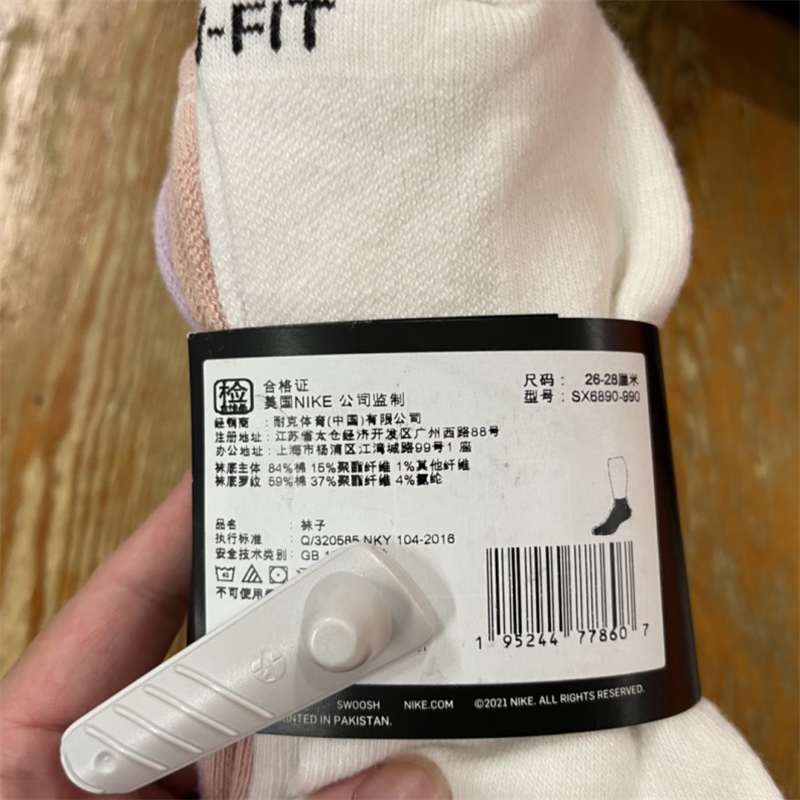 -FIT
检
合格证
美国NIKE 公司监制
尺码： 26-28厘米
型号：SX6890-990
经销商 ：耐克体育(中国)有限公司
注册地址：江苏省太仓经济开发区广州西路88号
办公地址：上海市杨浦区江湾城路99号1 座
袜底主体 84%棉 15%聚酯纤维 1%其他纤维
袜底罗纹 59%棉 37%聚酯纤维 4%氨纶
品名 ：袜子
执行标准 ：Q/320585 NKY 104-2016
安全技术类别：GB
不可使用
1 95244 77860 7
SWOOSH NIKE.COM ©2021 NIKE. ALL RIGHTS RESERVED.
PRINTED IN PAKISTAN.